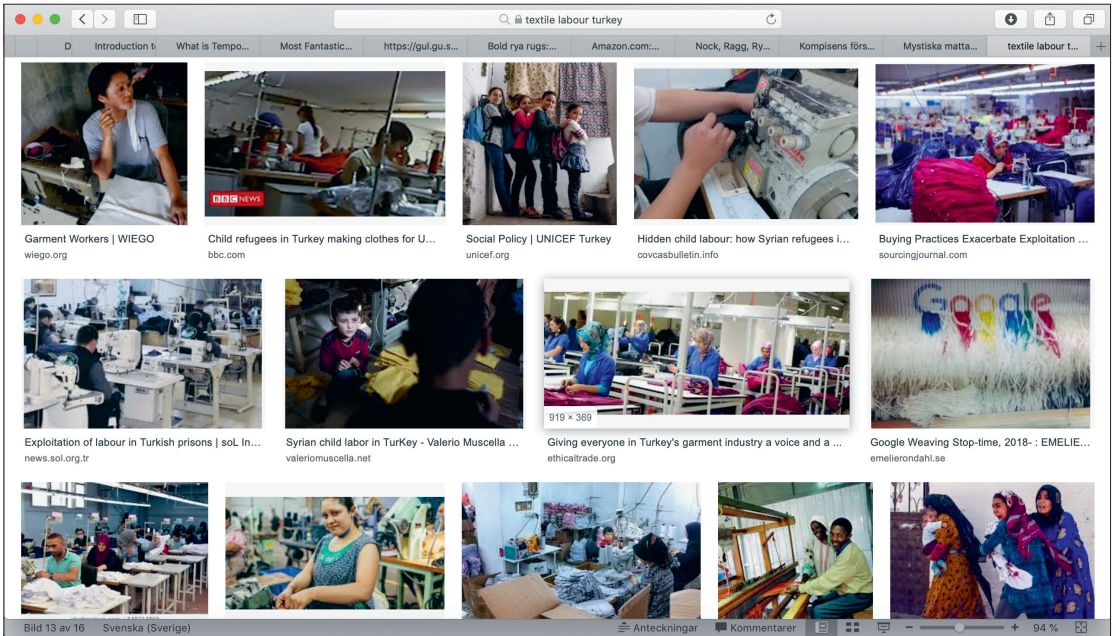 textile labour turkey
D
Introduction t
What is Tempo...
Most Fantastic...
https://gul.gu.s...
Bold rya rugs:...
Amazon.com:...
Nock, Ragg, Ry...
Kompisens förs...
Mystiska matta...
textile labour t...
BBC NEWS
Garment Workers | WIEGO
wiego.org
Child refugees in Turkey making clothes for U...
bbc.com
Social Policy | UNICEF Turkey
unicef.org
Hidden child labour: how Syrian refugees i...
covcasbulletin.info
Buying Practices Exacerbate Exploitation ...
sourcingjournal.com
Google
919 × 369
Exploitation of labour in Turkish prisons | soL In...
news.sol.org.tr
Syrian child labor in TurKey - Valerio Muscella ...
valeriomuscella.net
Giving everyone in Turkey's garment industry a voice and a ...
ethicaltrade.org
Google Weaving Stop-time, 2018- : EMELIE...
emelierondahl.se
Bild 13 av 16
Svenska (Sverige)
Anteckningar
Kommentarer
94 %